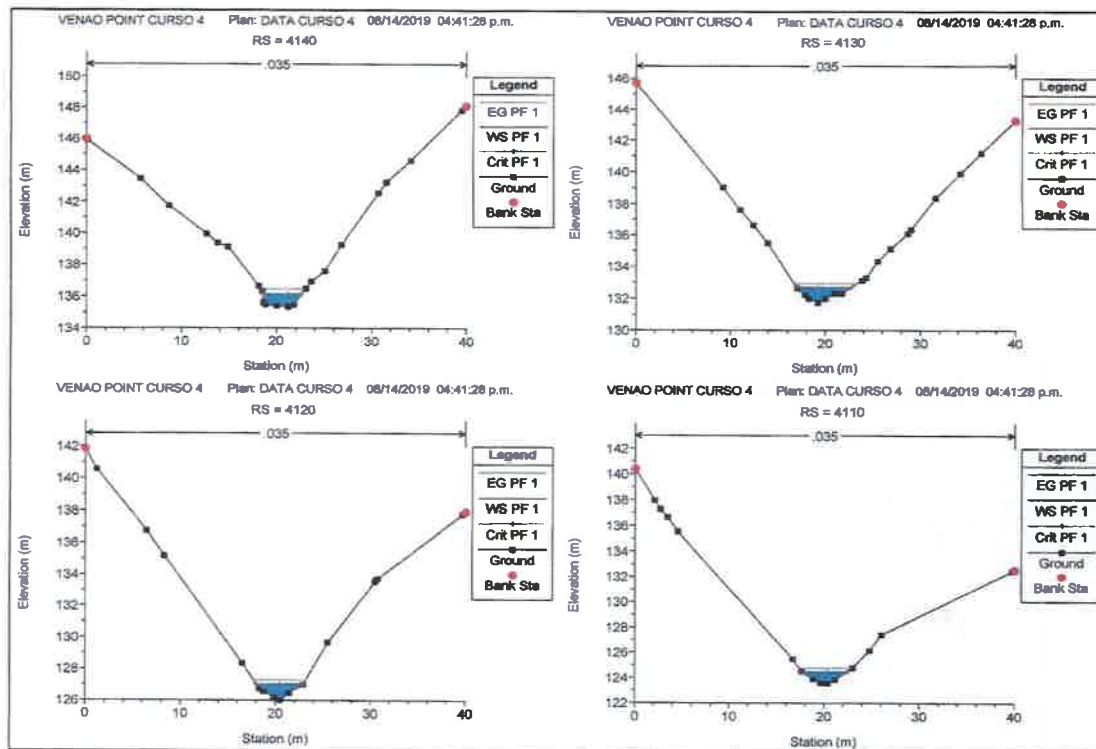 VENAO POINT CURSO 4 Plan: DATA CURSO 4 08/14/2019 04:41:28 p.m.
RS = 4140
.035
Legend
EG PF 1
WS PF 1
Crit PF 1
Ground
Bank Sta
Elevation (m)
150
148
146
144
142
140
138
136
134
0 10 20 30 40
Station (m)
VENAO POINT CURSO 4 Plan: DATA CURSO 4 08/14/2019 04:41:28 p.m.
RS = 4130
.035
Legend
EG PF 1
WS PF 1
Crit PF 1
Ground
Bank Sta
Elevation (m)
146
144
142
140
138
136
134
132
130
0 10 20 30 40
Station (m)
VENAO POINT CURSO 4 Plan: DATA CURSO 4 08/14/2019 04:41:28 p.m.
RS = 4120
.035
Legend
EG PF 1
WS PF 1
Crit PF 1
Ground
Bank Sta
Elevation (m)
142
140
138
136
134
132
130
128
126
0 10 20 30 40
Station (m)
VENAO POINT CURSO 4 Plan: DATA CURSO 4 08/14/2019 04:41:28 p.m.
RS = 4110
.035
Legend
EG PF 1
WS PF 1
Crit PF 1
Ground
Bank Sta
Elevation (m)
142
140
138
136
134
132
130
128
126
124
122
0 10 20 30 40
Station (m)